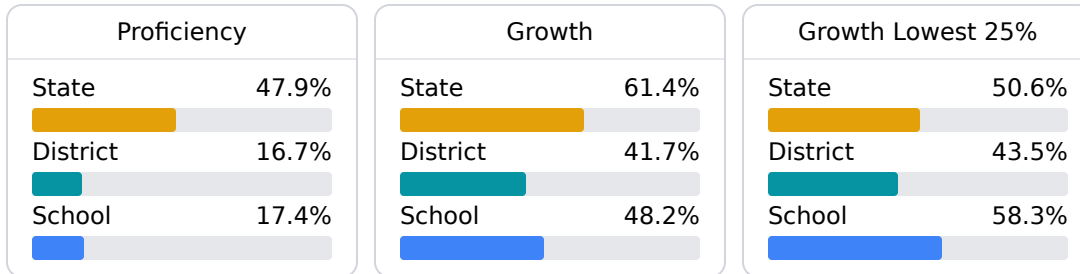 Proficiency
State 47.9%
District 16.7%
School 17.4%
Growth
State 61.4%
District 41.7%
School 48.2%
Growth Lowest 25%
State 50.6%
District 43.5%
School 58.3%